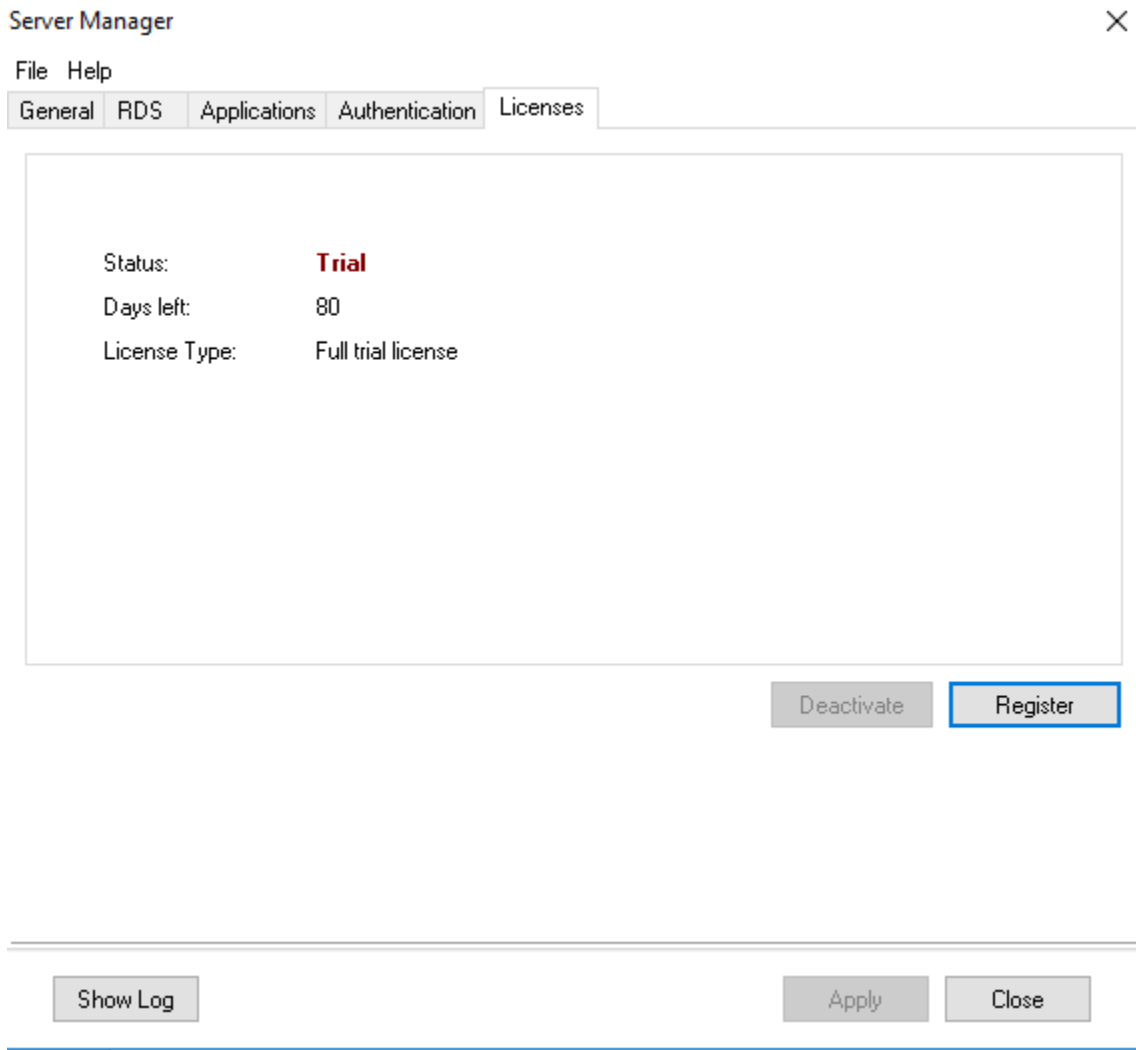 Server Manager
File Help
General RDS Applications Authentication Licenses
Status: Trial
Days left: 80
License Type: Full trial license
Deactivate Register
Show Log Apply Close